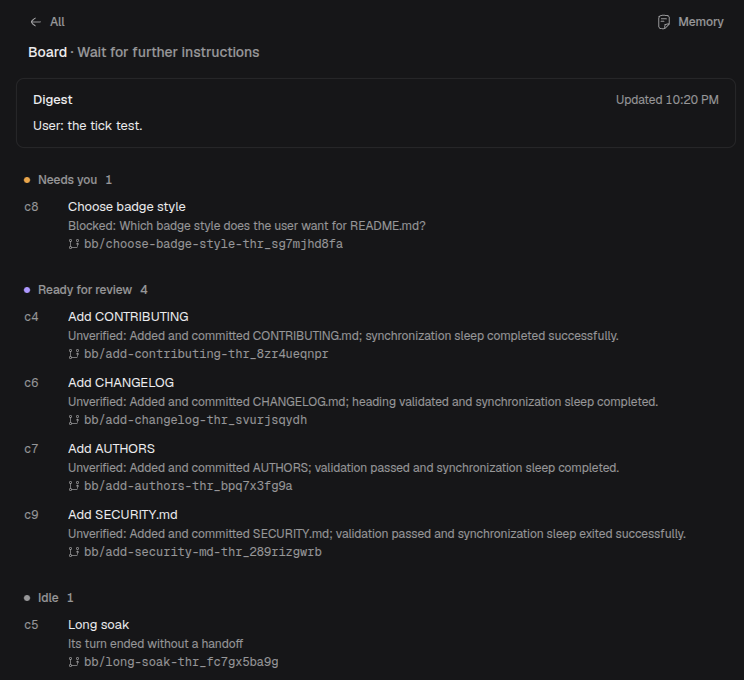 ← All
Memory
Board · Wait for further instructions
Digest
Updated 10:20 PM
User: the tick test.
Needs you 1
c8 Choose badge style
Blocked: Which badge style does the user want for README.md?
bb/choose-badge-style-thr_sg7mjhd8fa
Ready for review 4
c4 Add CONTRIBUTING
Unverified: Added and committed CONTRIBUTING.md; synchronization sleep completed successfully.
bb/add-contributing-thr_8zr4ueqnpr
c6 Add CHANGELOG
Unverified: Added and committed CHANGELOG.md; heading validated and synchronization sleep completed.
bb/add-changelog-thr_svurjsqydh
c7 Add AUTHORS
Unverified: Added and committed AUTHORS; validation passed and synchronization sleep completed.
bb/add-authors-thr_bpq7x3fg9a
c9 Add SECURITY.md
Unverified: Added and committed SECURITY.md; validation passed and synchronization sleep exited successfully.
bb/add-security-md-thr_289rizgwrb
Idle 1
c5 Long soak
Its turn ended without a handoff
bb/long-soak-thr_fc7gx5ba9g